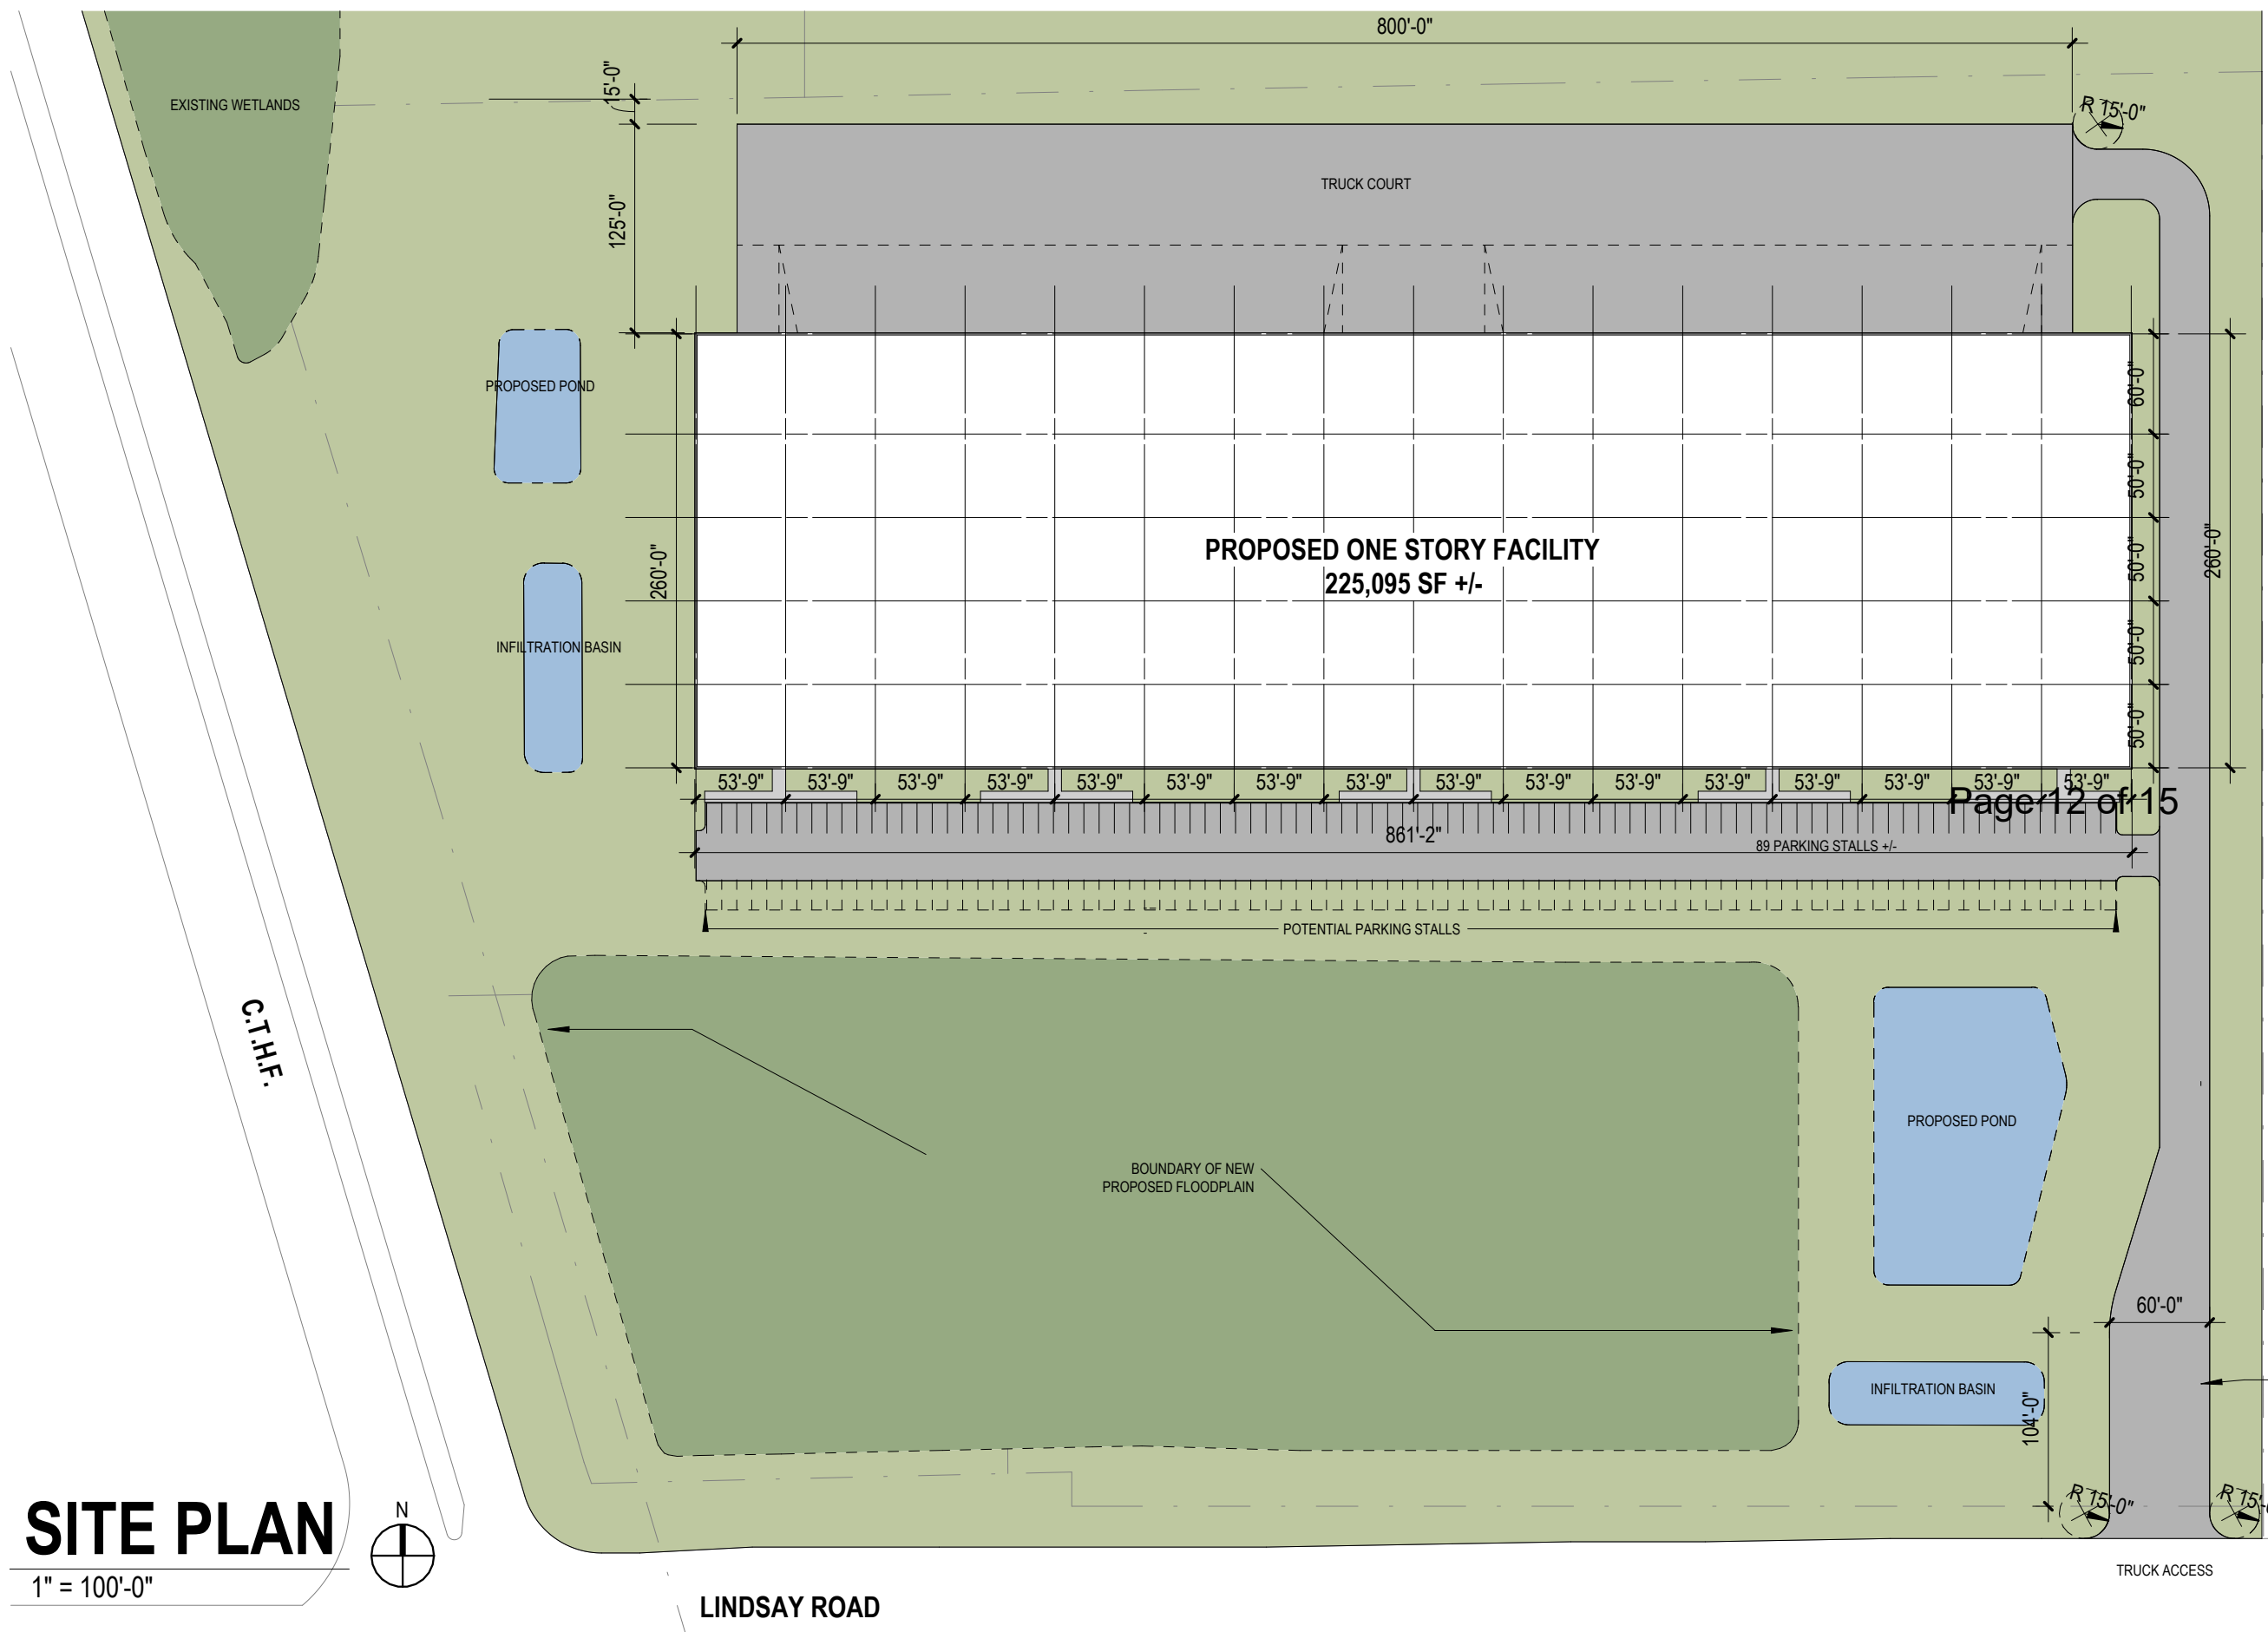 800'-0"
15'-0"
R 15'-0"
EXISTING WETLANDS
TRUCK COURT
125'-0"
PROPOSED POND
60'-0"
50'-0"
50'-0"
50'-0"
50'-0"
260'-0"
260'-0"
PROPOSED ONE STORY FACILITY
225,095 SF +/-
INFILTRATION BASIN
53'-9" 53'-9" 53'-9" 53'-9" 53'-9" 53'-9" 53'-9" 53'-9" 53'-9" 53'-9" 53'-9" 53'-9" 53'-9" 53'-9" 53'-9" 53'-9"
Page 12 of 15
861'-2"
89 PARKING STALLS +/-
POTENTIAL PARKING STALLS
C.T.H.F.
PROPOSED POND
BOUNDARY OF NEW
PROPOSED FLOODPLAIN
60'-0"
INFILTRATION BASIN
104'-0"
R 15'-0"
R 15'-
TRUCK ACCESS
SITE PLAN
N
1" = 100'-0"
LINDSAY ROAD